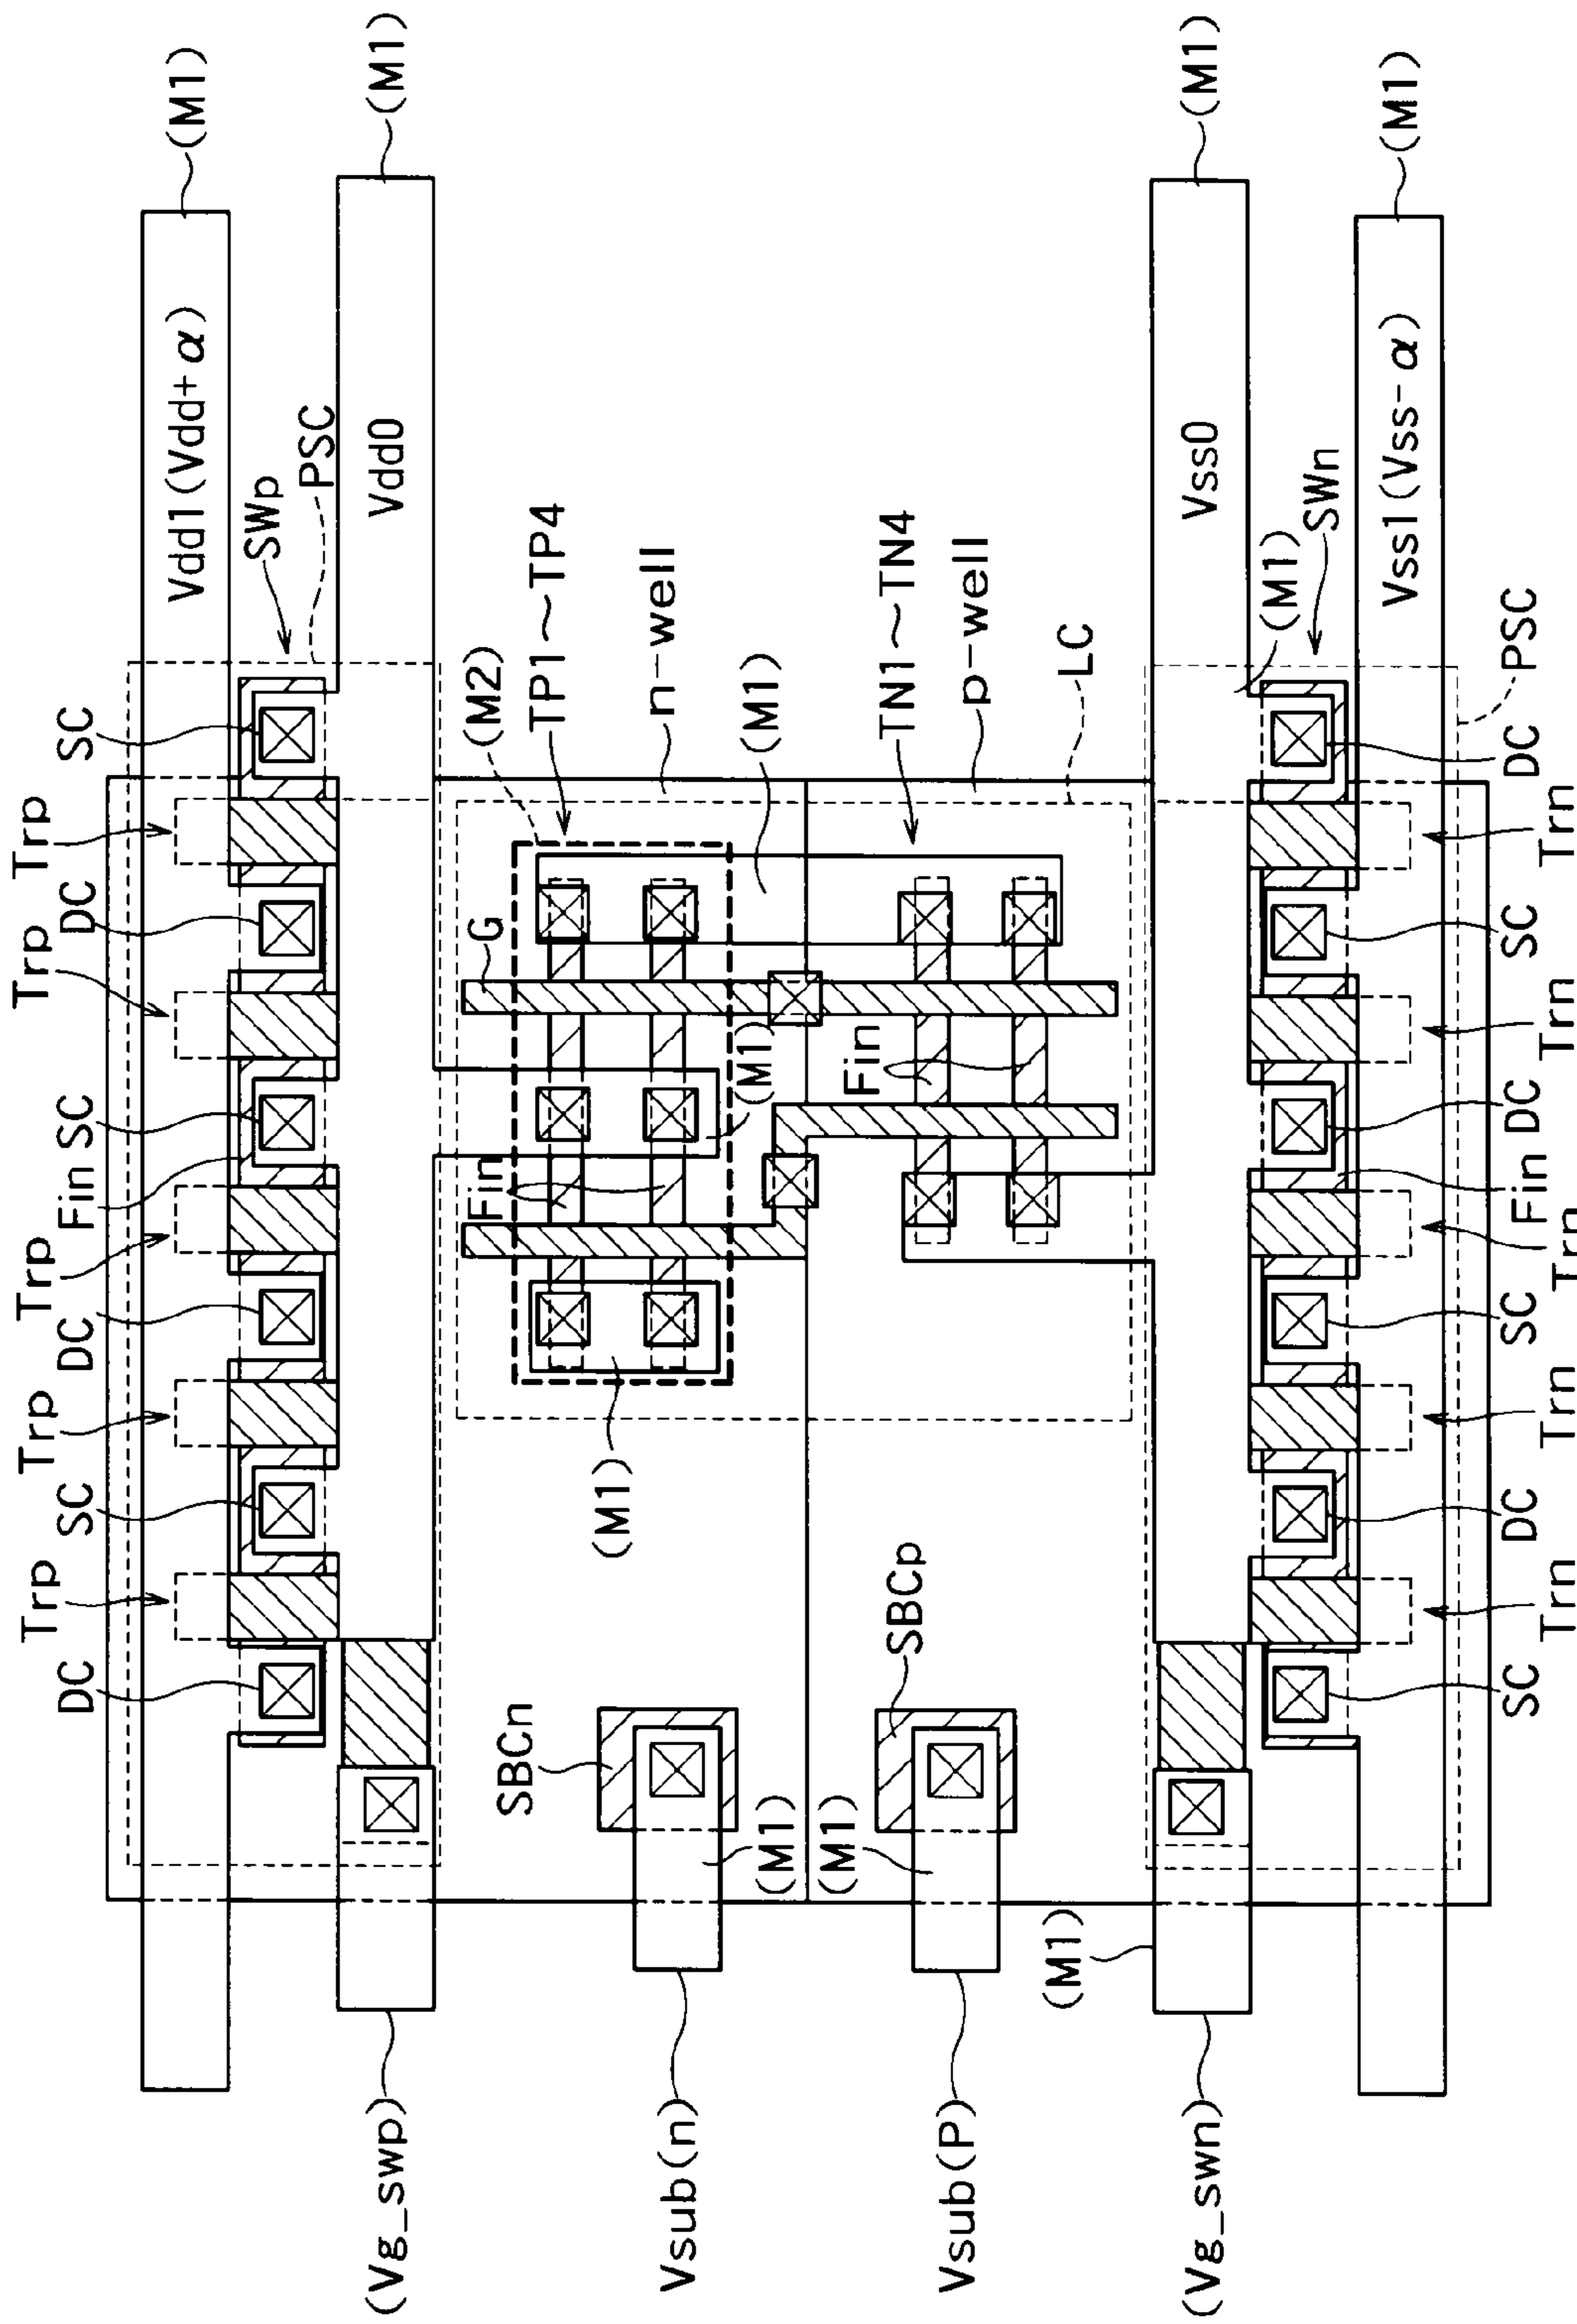 Trp
Trp
Trp
Trp
Trp
DC
SC
DC
Fin
SC
DC
SC
Vdd1(Vdd+α)
(M1)
SWp
PSC
(Vg_swp)
Vdd0
(M1)
Fin
G
(M2)
SBCn
TP1~TP4
(M1)
n-well
Vsub(n)
(M1)
(M1)
(M1)
(M1)
Fin
TN1~TN4
SBCp
Vsub(P)
p-well
(M1)
LC
(Vg_swn)
Vss0
(M1)
(M1)
SWn
Vss1(Vss-α)
(M1)
SC
DC
SC
Fin
DC
SC
DC
PSC
Trn
Trn
Trn
Trn
Trn